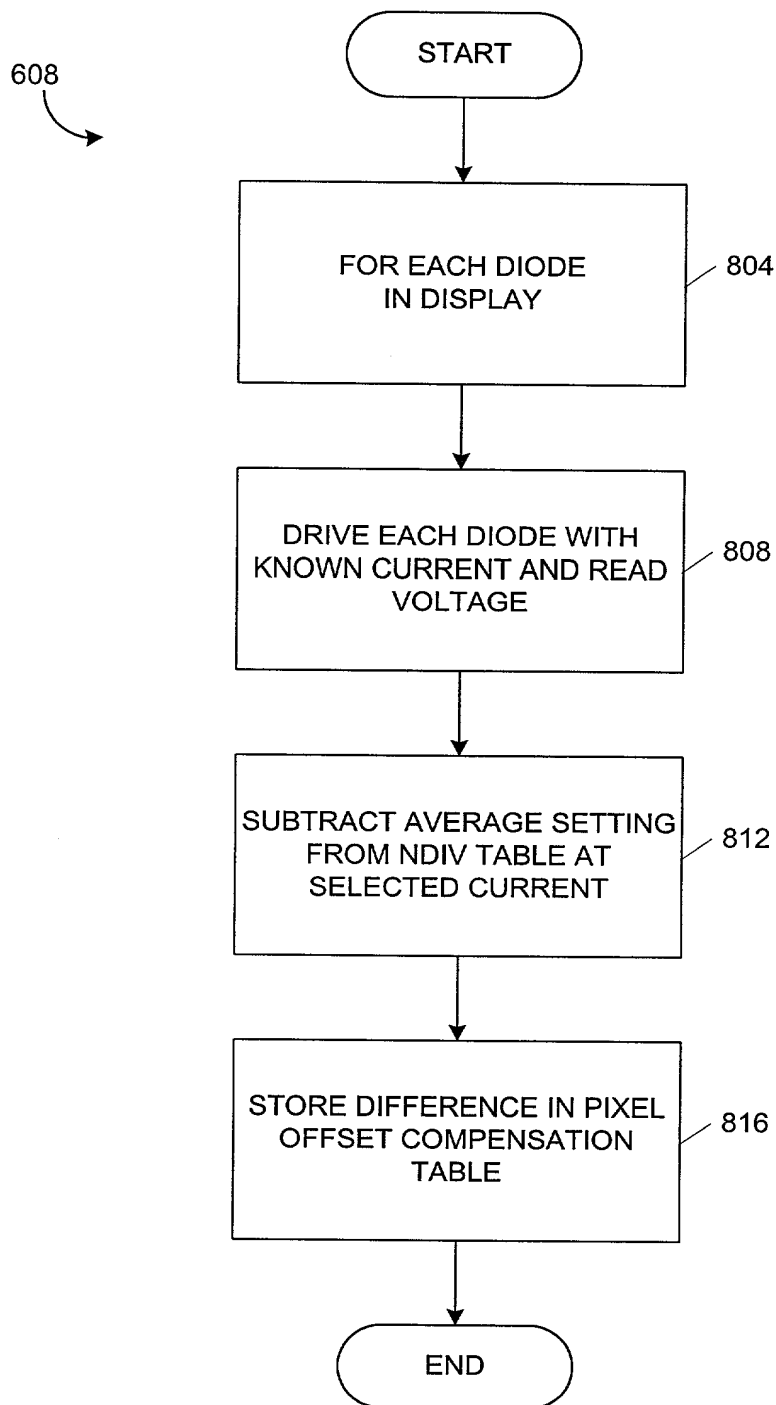 START
608
FOR EACH DIODE
IN DISPLAY
804
DRIVE EACH DIODE WITH
KNOWN CURRENT AND READ
VOLTAGE
808
SUBTRACT AVERAGE SETTING
FROM NDIV TABLE AT
SELECTED CURRENT
812
STORE DIFFERENCE IN PIXEL
OFFSET COMPENSATION
TABLE
816
END